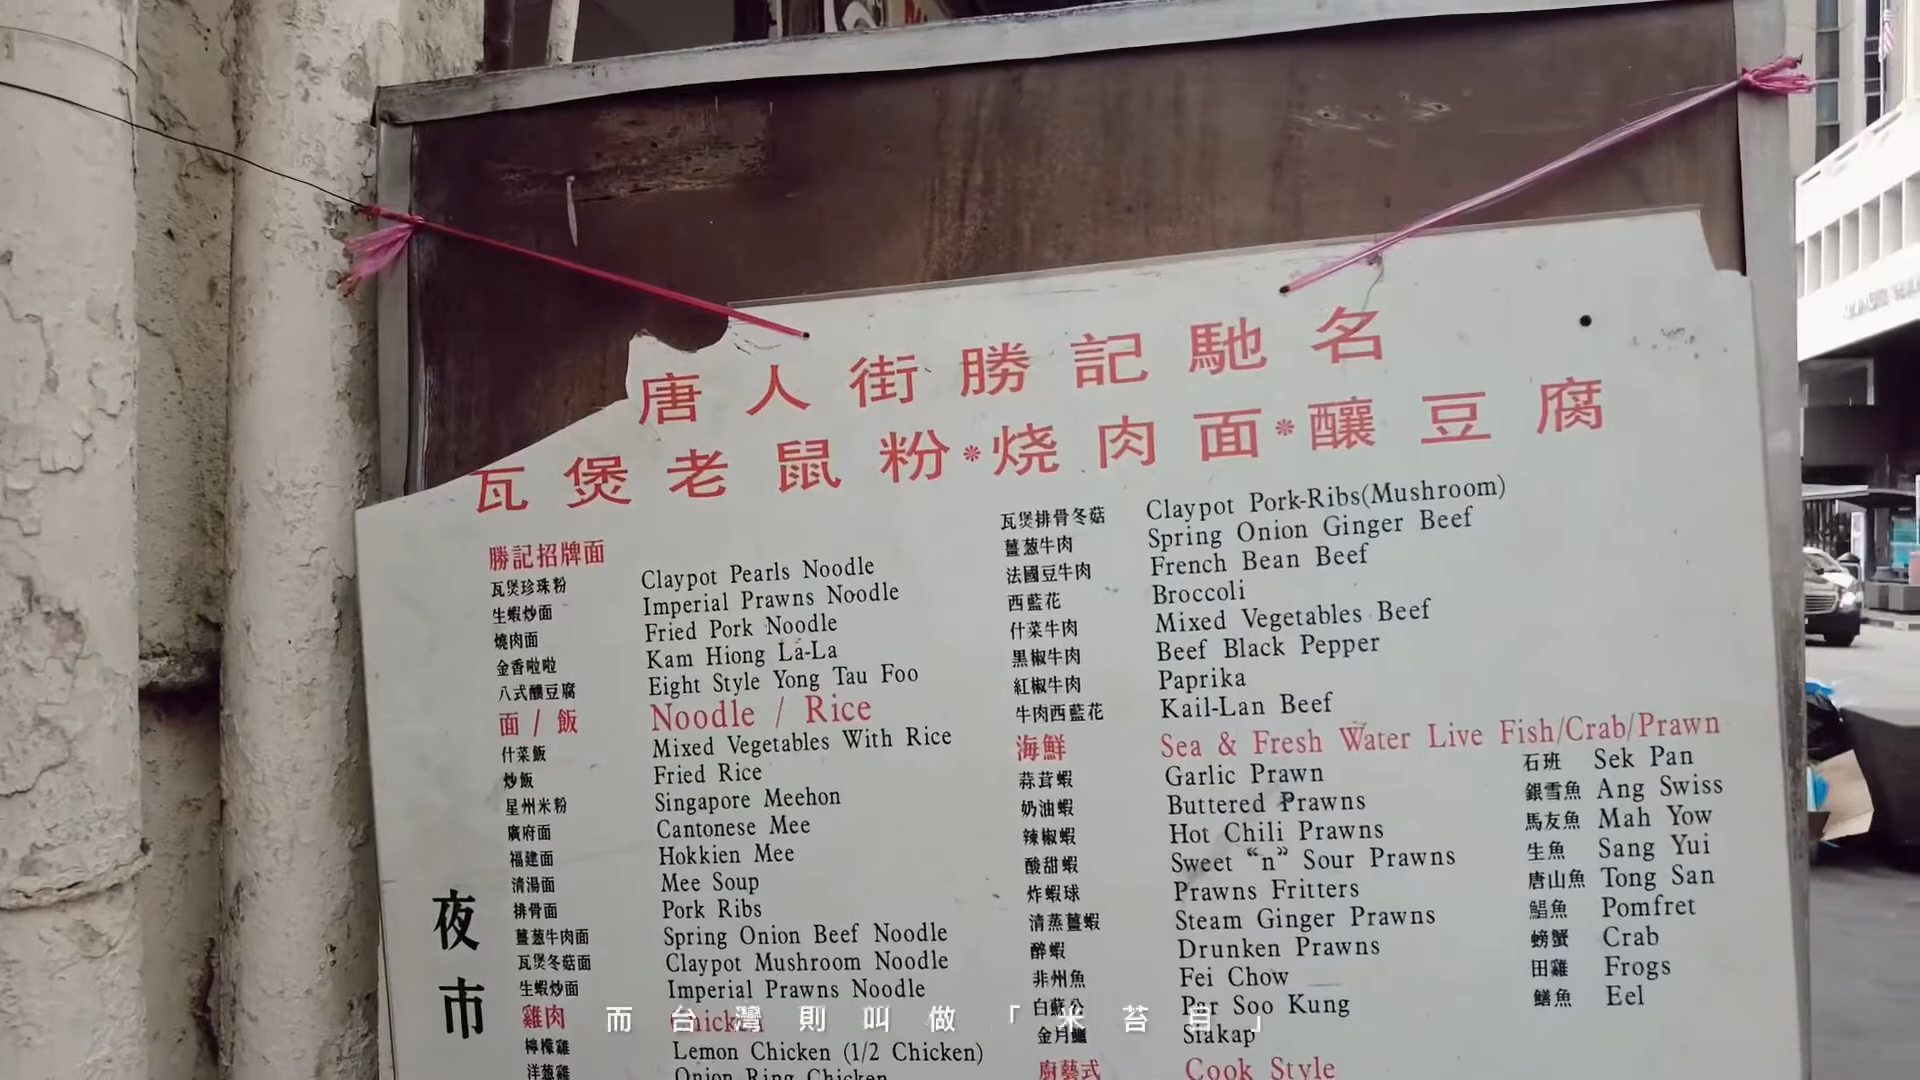 唐人街勝記馳名
瓦煲老鼠粉*烧肉面*釀豆腐
勝記招牌面
瓦煲珍珠粉 Claypot Pearls Noodle
生蝦炒面 Imperial Prawns Noodle
燒肉面 Fried Pork Noodle
金香啦啦 Kam Hiong La-La
八式釀豆腐 Eight Style Yong Tau Foo
面 / 飯 Noodle / Rice
什菜飯 Mixed Vegetables With Rice
炒飯 Fried Rice
星州米粉 Singapore Meehon
廣府面 Cantonese Mee
福建面 Hokkien Mee
清湯面 Mee Soup
排骨面 Pork Ribs
薑葱牛肉面 Spring Onion Beef Noodle
瓦煲冬菇面 Claypot Mushroom Noodle
生蝦炒面 Imperial Prawns Noodle
雞肉 Chicken
檸檬雞 Lemon Chicken (1/2 Chicken)
洋葱雞 Onion Ring Chicken
夜市
瓦煲排骨冬菇 Claypot Pork-Ribs(Mushroom)
薑葱牛肉 Spring Onion Ginger Beef
法國豆牛肉 French Bean Beef
西藍花 Broccoli
什菜牛肉 Mixed Vegetables Beef
黑椒牛肉 Beef Black Pepper
紅椒牛肉 Paprika
牛肉西藍花 Kail-Lan Beef
海鮮 Sea & Fresh Water Live Fish/Crab/Prawn
蒜茸蝦 Garlic Prawn
奶油蝦 Buttered Prawns
辣椒蝦 Hot Chili Prawns
酸甜蝦 Sweet “n” Sour Prawns
炸蝦球 Prawns Fritters
清蒸薑蝦 Steam Ginger Prawns
醉蝦 Drunken Prawns
非州魚 Fei Chow
白蘇公 Par Soo Kung
金月鱸 Siakap
廚藝式 Cook Style
石班 Sek Pan
銀雪魚 Ang Swiss
馬友魚 Mah Yow
生魚 Sang Yui
唐山魚 Tong San
鯧魚 Pomfret
螃蟹 Crab
田雞 Frogs
鱔魚 Eel
而台灣則叫做「米苔目」